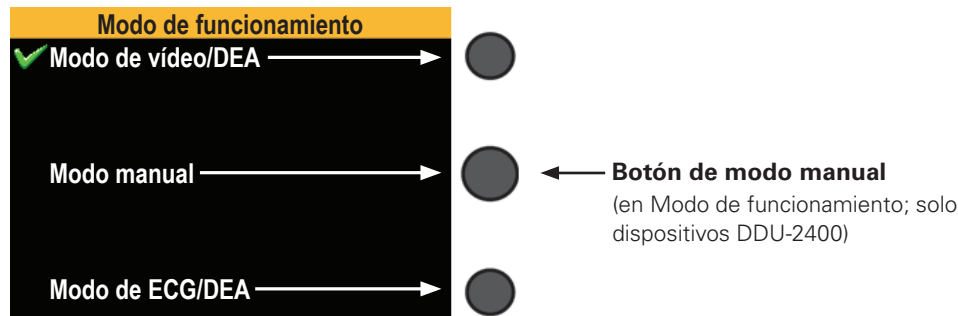 Modo de funcionamiento
Modo de vídeo/DEA
Modo manual
Botón de modo manual
(en Modo de funcionamiento; solo
dispositivos DDU-2400)
Modo de ECG/DEA